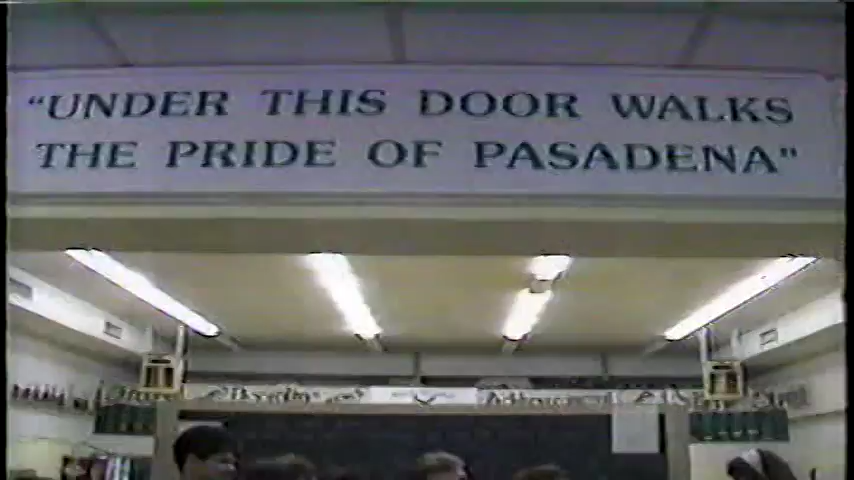 "UNDER THIS DOOR WALKS
THE PRIDE OF PASADENA"